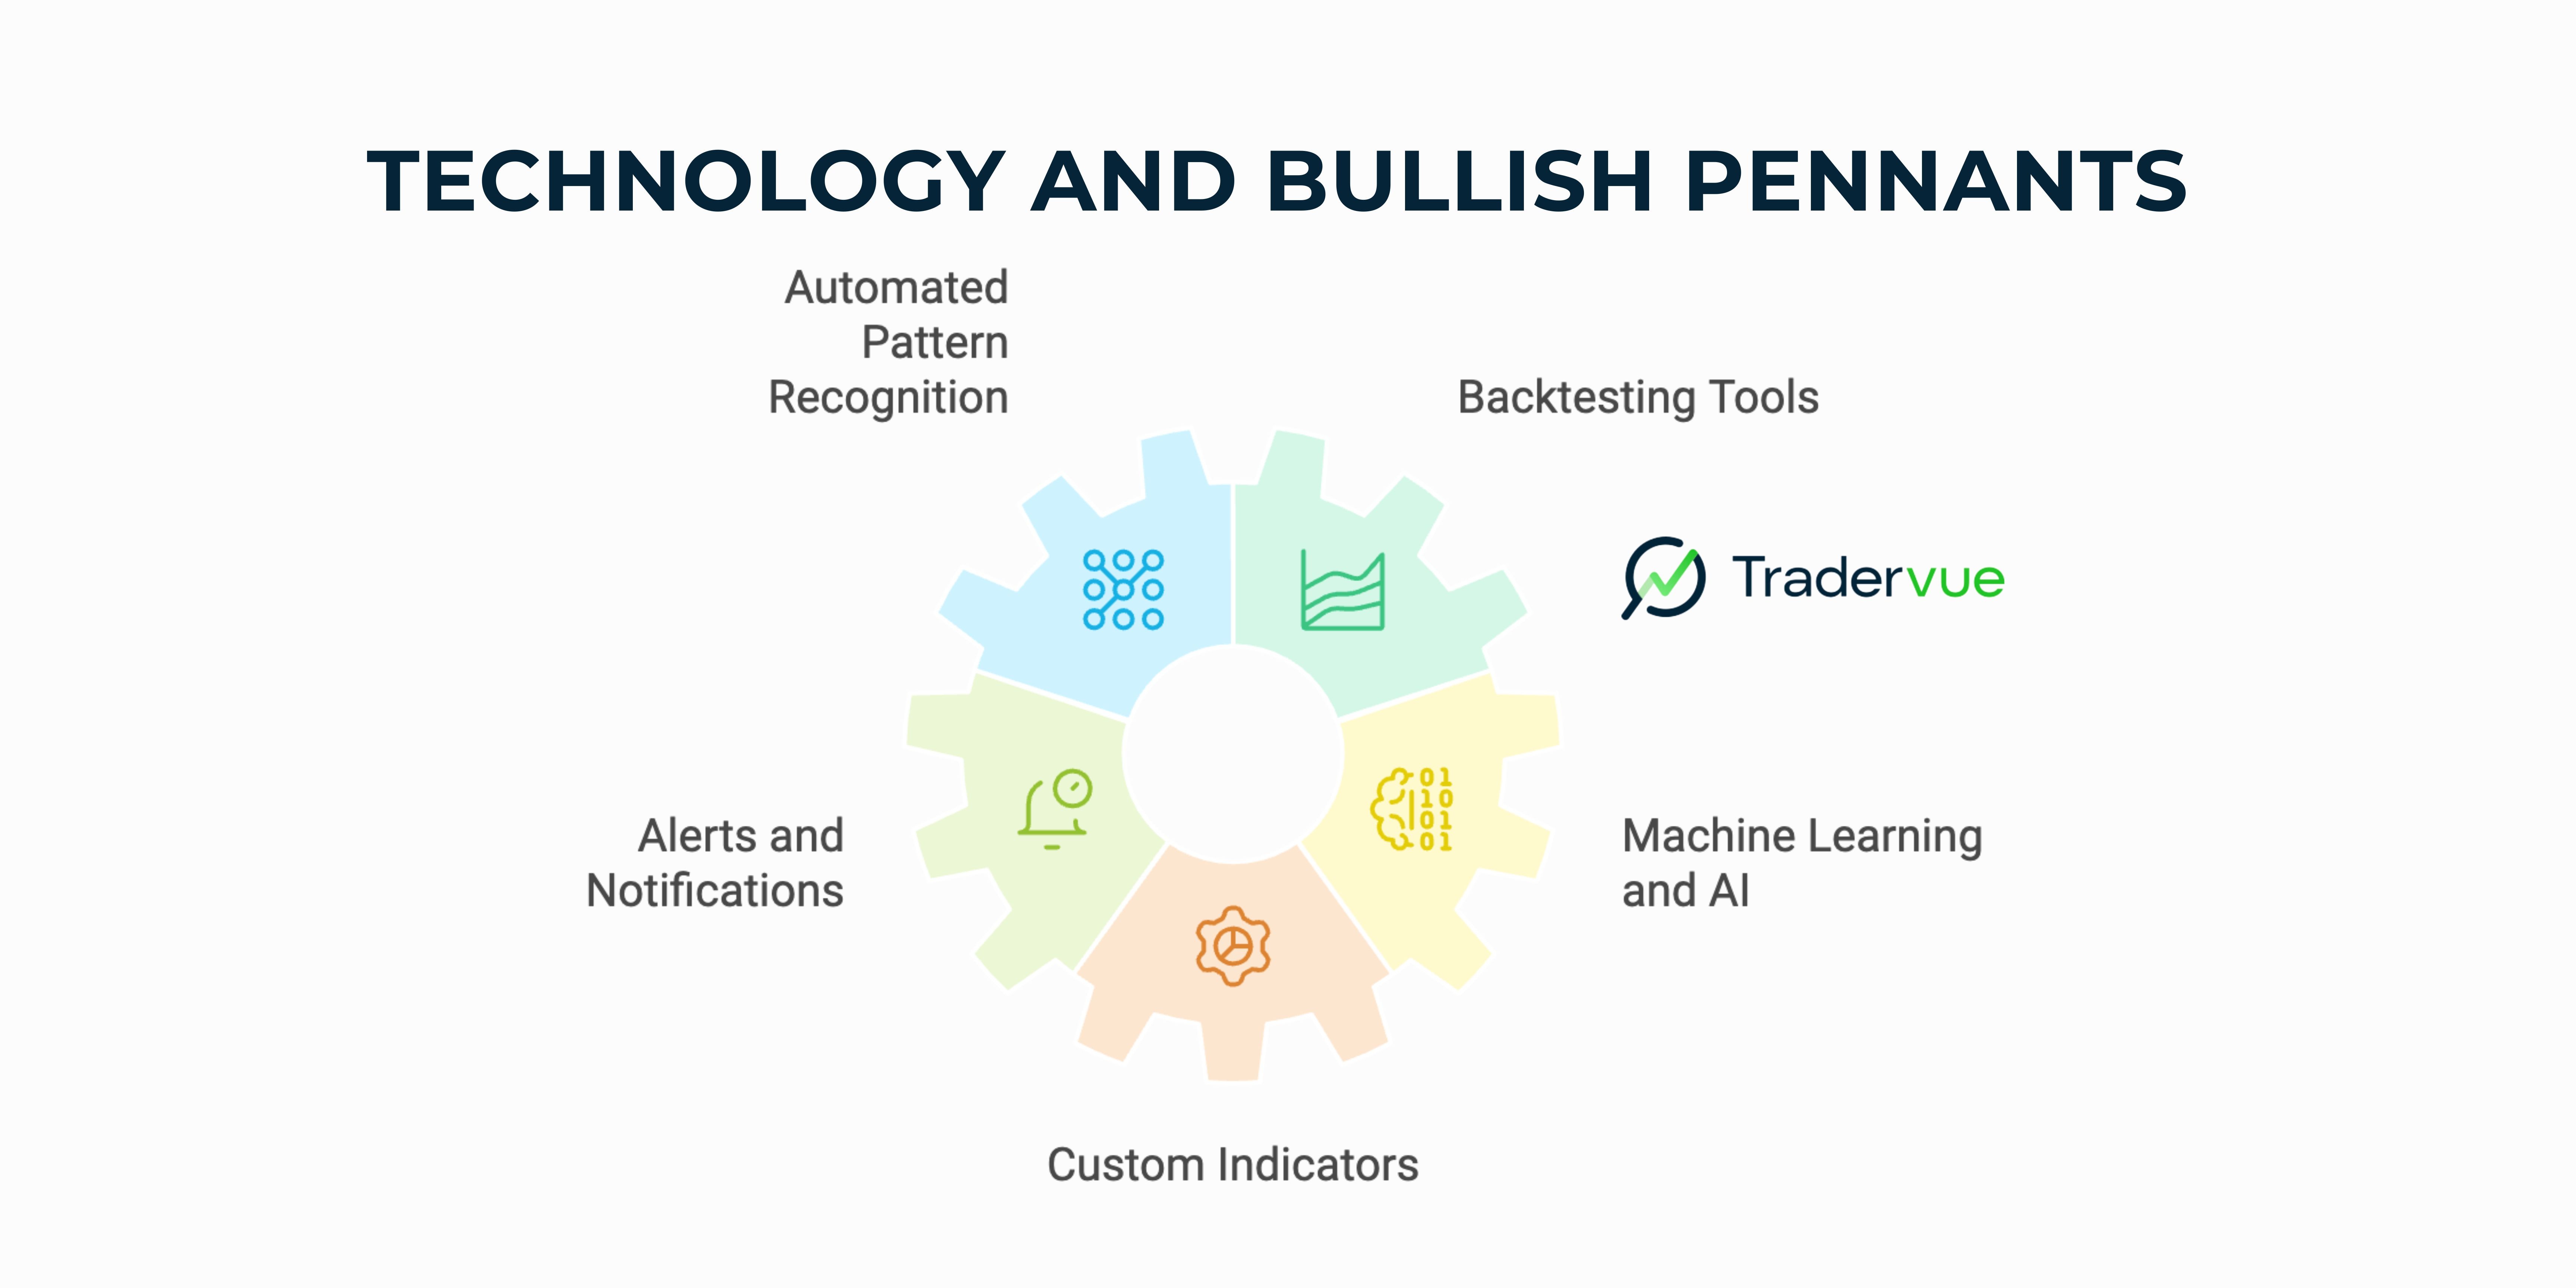 TECHNOLOGY AND BULLISH PENNANTS
Automated
Pattern
Recognition
Backtesting Tools
Tradervue
01
10
01
01
Alerts and
Notifications
Machine Learning
and AI
Custom Indicators